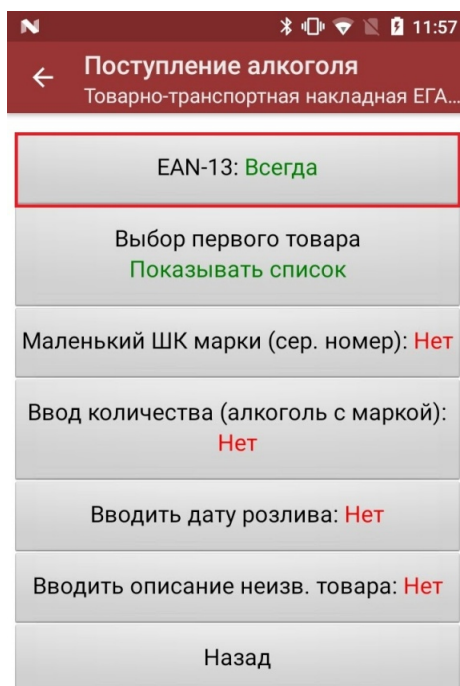 11:57
Поступление алкоголя
Товарно-транспортная накладная ЕГА...
EAN-13: Всегда
Выбор первого товара
Показывать список
Маленький ШК марки (сер. номер): Нет
Ввод количества (алкоголь с маркой):
Нет
Вводить дату розлива: Нет
Вводить описание неизв. товара: Нет
Назад